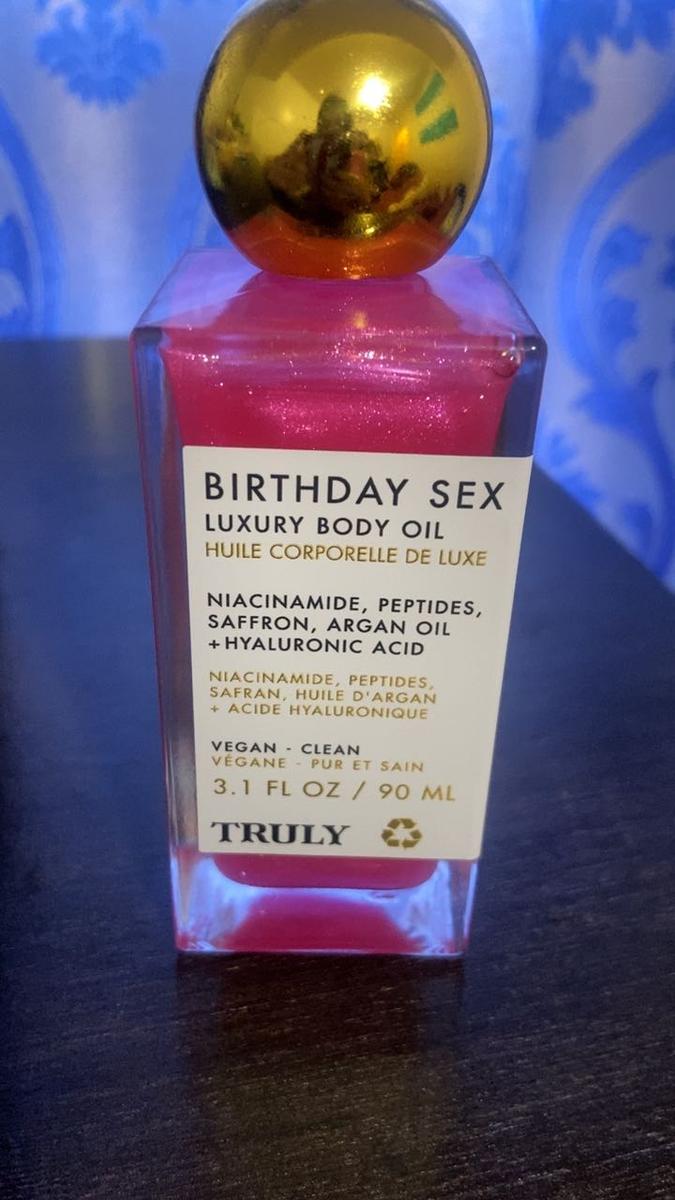 BIRTHDAY SEX
LUXURY BODY OIL
HUILE CORPORELLE DE LUXE
NIACINAMIDE, PEPTIDES,
SAFFRON, ARGAN OIL
+HYALURONIC ACID
NIACINAMIDE, PEPTIDES,
SAFRAN, HUILE D'ARGAN
+ ACIDE HYALURONIQUE
VEGAN - CLEAN
VÉGANE - PUR ET SAIN
3.1 FL OZ / 90 ML
TRULY